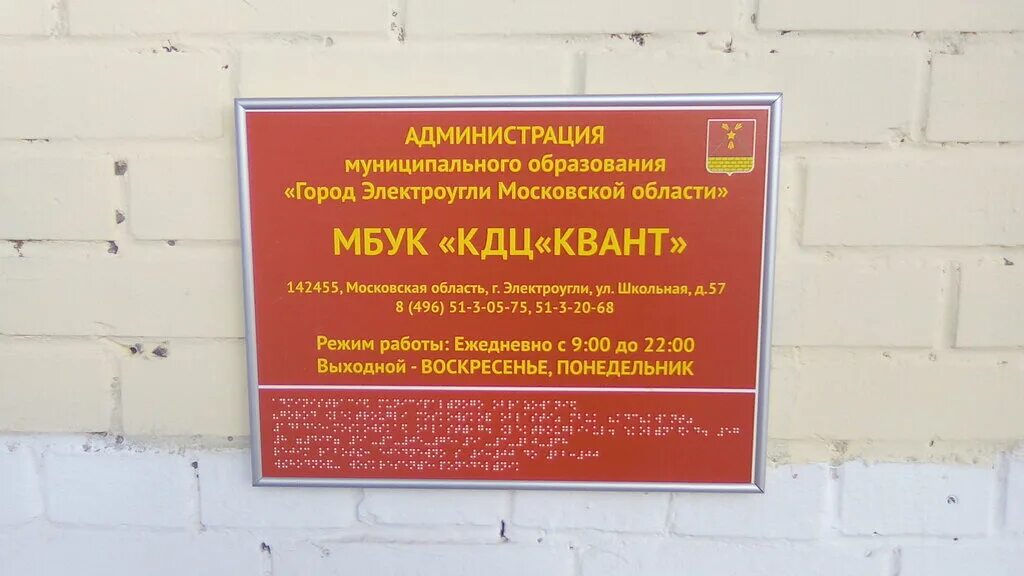 АДМИНИСТРАЦИЯ
муниципального образования
«Город Электроугли Московской области»
МБУК «КДЦ«КВАНТ»
142455, Московская область, г. Электроугли, ул. Школьная, д.57
8 (496) 51-3-05-75, 51-3-20-68
Режим работы: Ежедневно с 9:00 до 22:00
Выходной - ВОСКРЕСЕНЬЕ, ПОНЕДЕЛЬНИК